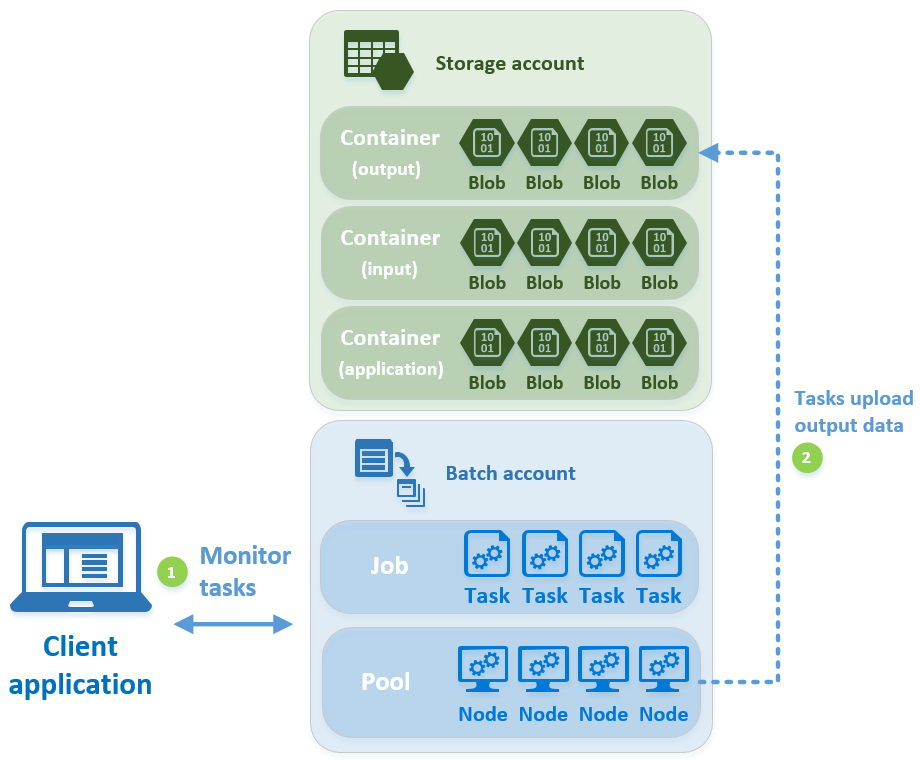 Storage account
Container
(output)
10 01 10 01 10 01 10 01
Blob Blob Blob Blob
Container
(input)
10 01 10 01 10 01 10 01
Blob Blob Blob Blob
Container
(application)
10 01 10 01 10 01 10 01
Blob Blob Blob Blob
Tasks upload
output data
2
Batch account
1 Monitor
tasks
Job
Task Task Task Task
Client
application
Pool
Node Node Node Node